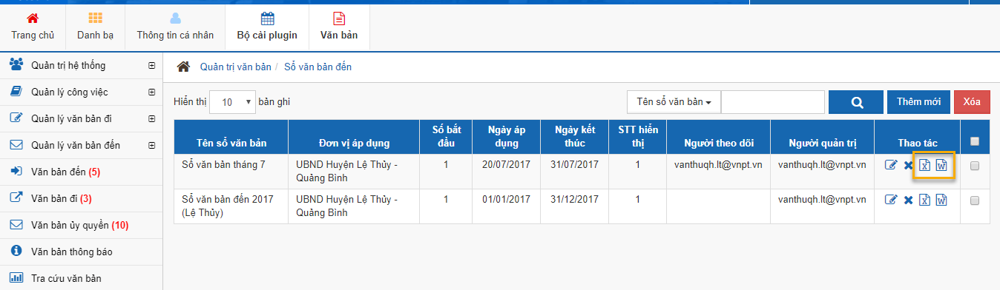 Trang chủ
Danh bạ
Thông tin cá nhân
Bộ cài plugin
Văn bản
Quản trị hệ thống
Quản lý công việc
Quản lý văn bản đi
Quản lý văn bản đến
Văn bản đến (5)
Văn bản đi (3)
Văn bản ủy quyền (10)
Văn bản thông báo
Tra cứu văn bản
Quản trị văn bản / Sổ văn bản đến
Hiển thị 10 bản ghi
Tên sổ văn bản
Thêm mới
Xóa
Tên sổ văn bản
Đơn vị áp dụng
Số bắt
đầu
Ngày áp
dụng
Ngày kết
thúc
STT hiển
thị
Người theo dõi
Người quản trị
Thao tác
Sổ văn bản tháng 7
UBND Huyện Lệ Thủy -
Quảng Bình
1
20/07/2017
31/07/2017
1
vanthuqh.lt@vnpt.vn
vanthuqh.lt@vnpt.vn
Sổ văn bản đến 2017
(Lệ Thủy)
UBND Huyện Lệ Thủy -
Quảng Bình
1
01/01/2017
31/12/2017
1
vanthuqh.lt@vnpt.vn